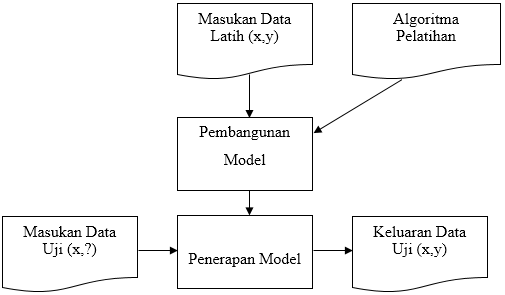 Masukan Data
Latih (x,y)
Algoritma
Pelatihan
Pembangunan
Model
Masukan Data
Uji (x,?)
Penerapan Model
Keluaran Data
Uji (x,y)